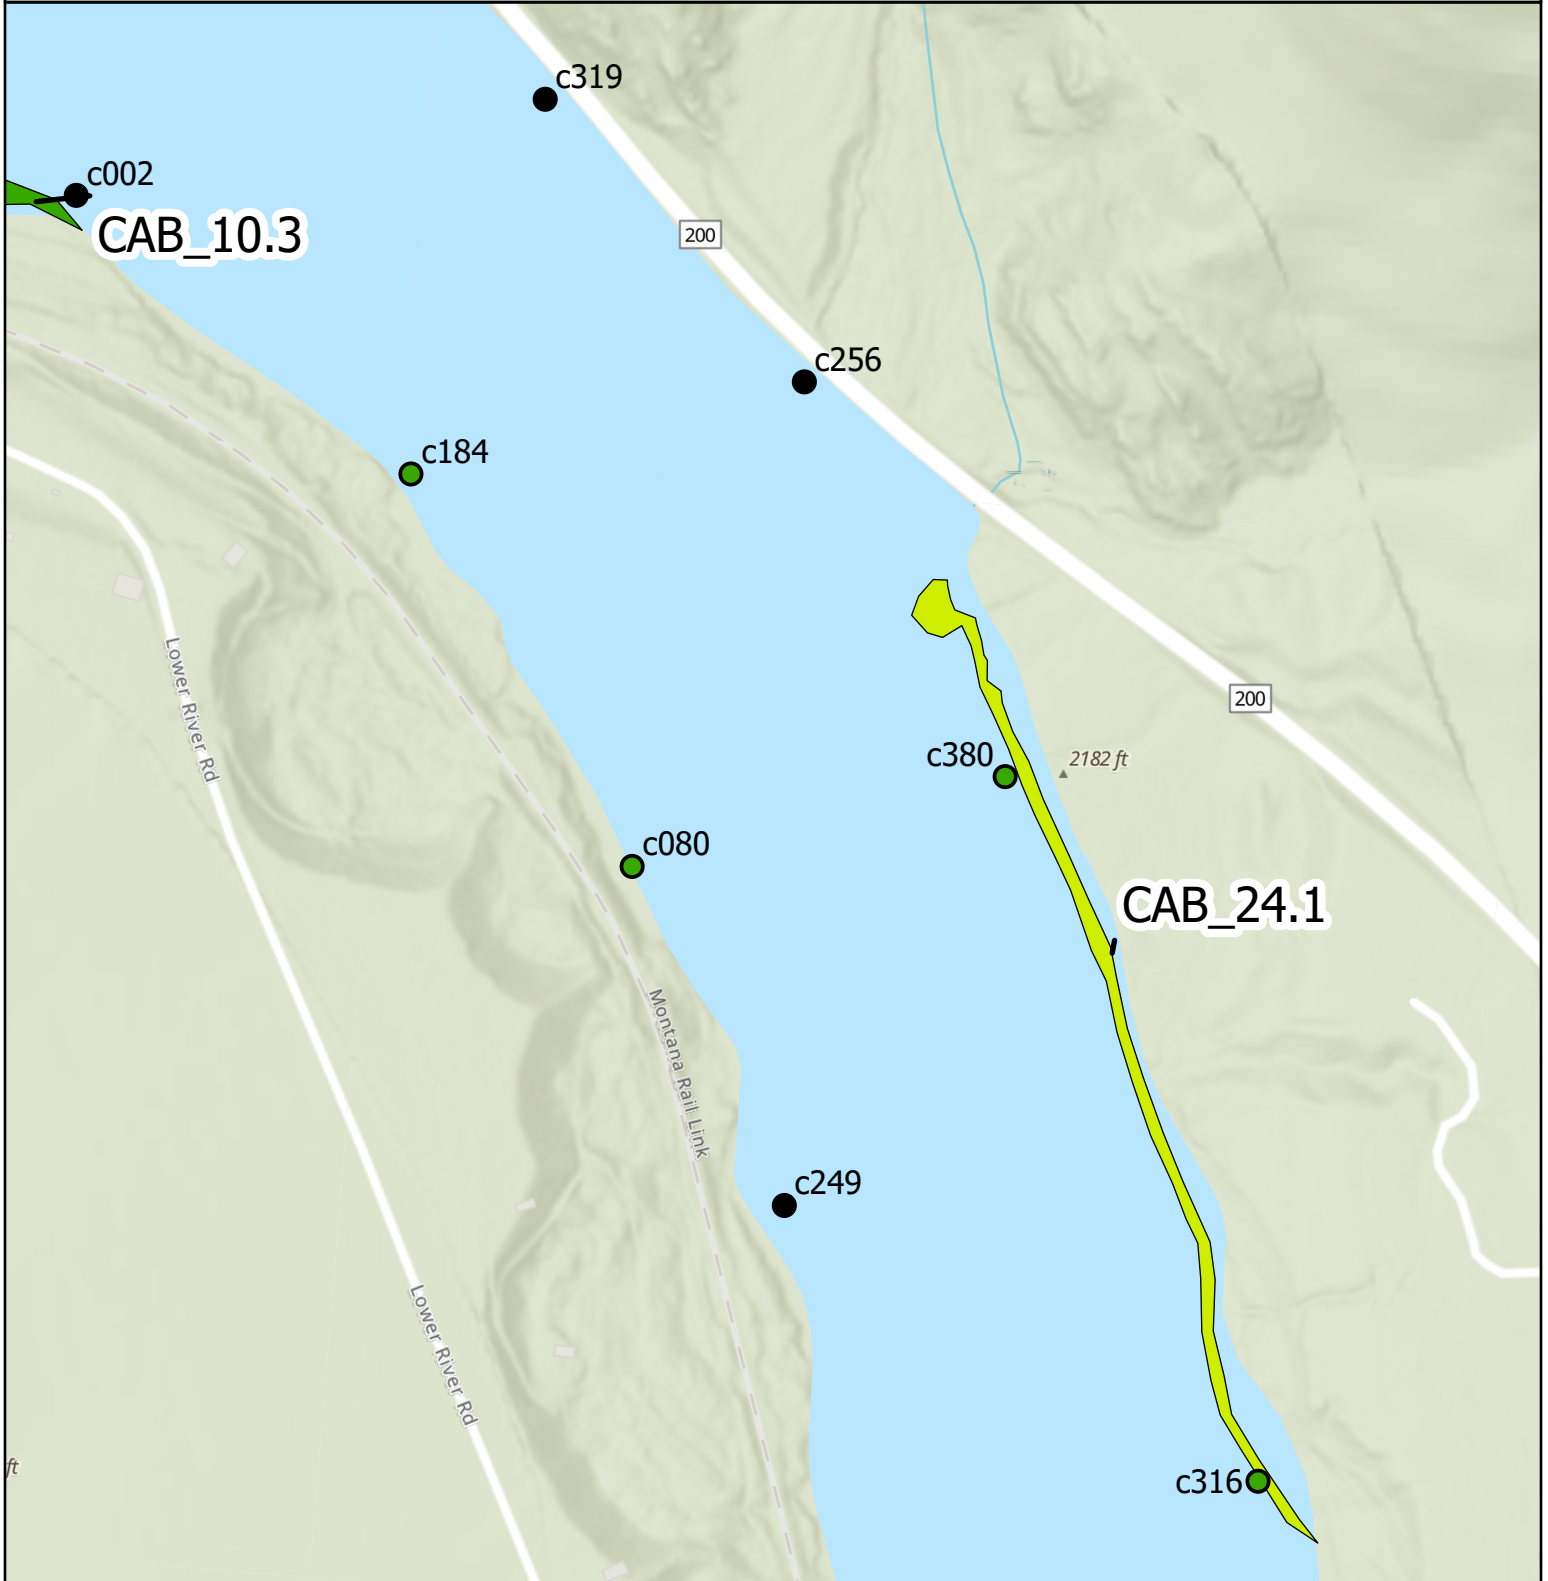 c319
c002
CAB_10.3
200
c256
c184
Lower River Rd
200
c380
2182 ft
c080
CAB_24.1
Montana Rail Link
c249
Lower River Rd
ft
c316